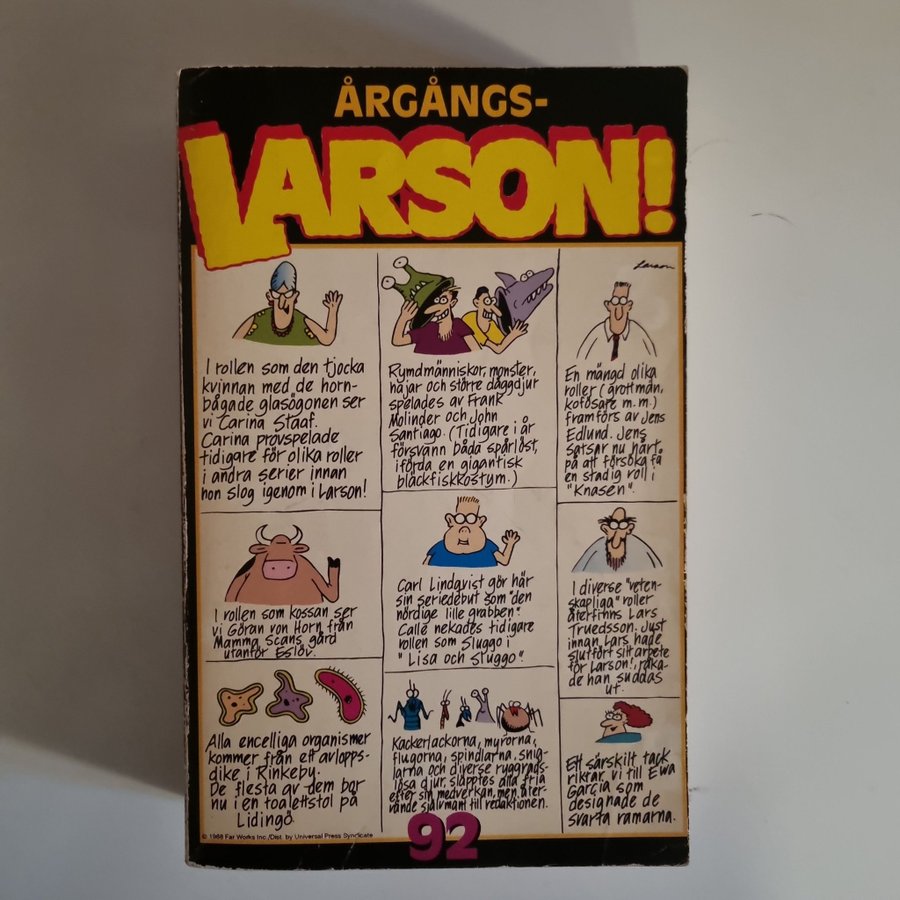 ÅRGÅNGS-
LARSON!
I rollen som den tjocka
kvinnan med de horn-
bågade glasögonen ser
vi Carina Staaf.
Carina provspelade
tidigare för olika roller
i andra serier innan
hon slog igenom i Larson!
Rymdmänniskor, monster,
hajar och större däggdjur
spelades av Frank
Molinder och John
Santiago. (Tidigare i år
försvann båda spårlöst,
iförda en gigantisk
bläckfiskkostym.)
Larson
En mängd olika
roller (grottmän,
kofösare m.m.)
framförs av Jens
Edlund. Jens
satsar nu hårt
på att försöka få
en stadig roll i
"Knasen".
I rollen som kossan ser
vi Göran von Horn från
Mamma Scans gård
utanför Eslöv.
Carl Lindqvist gör här
sin seriedebut som "den
nördige lille grabben".
Calle nekades tidigare
rollen som Sluggo i
"Lisa och Sluggo".
I diverse "veten-
skapliga" roller
återfinns Lars
Truedsson. Just
innan Lars hade
slutfört sitt arbete
för Larson!, råka-
de han suddas
ut.
Alla encelliga organismer
kommer från ett avlopps-
dike i Rinkeby.
De flesta av dem bor
nu i en toalettstol på
Lidingö.
Kackerlackorna, myrorna,
flugorna, spindlarna, snig-
larna och diverse ryggrads-
lösa djur, släpptes alla fria
efter sin medverkan, men åter-
vände självmant till redaktionen.
Ett särskilt tack
riktar vi till Ewa
Garcia som
designade de
svarta ramarna.
© 1988 Far Works Inc./Dist. by Universal Press Syndicate
92